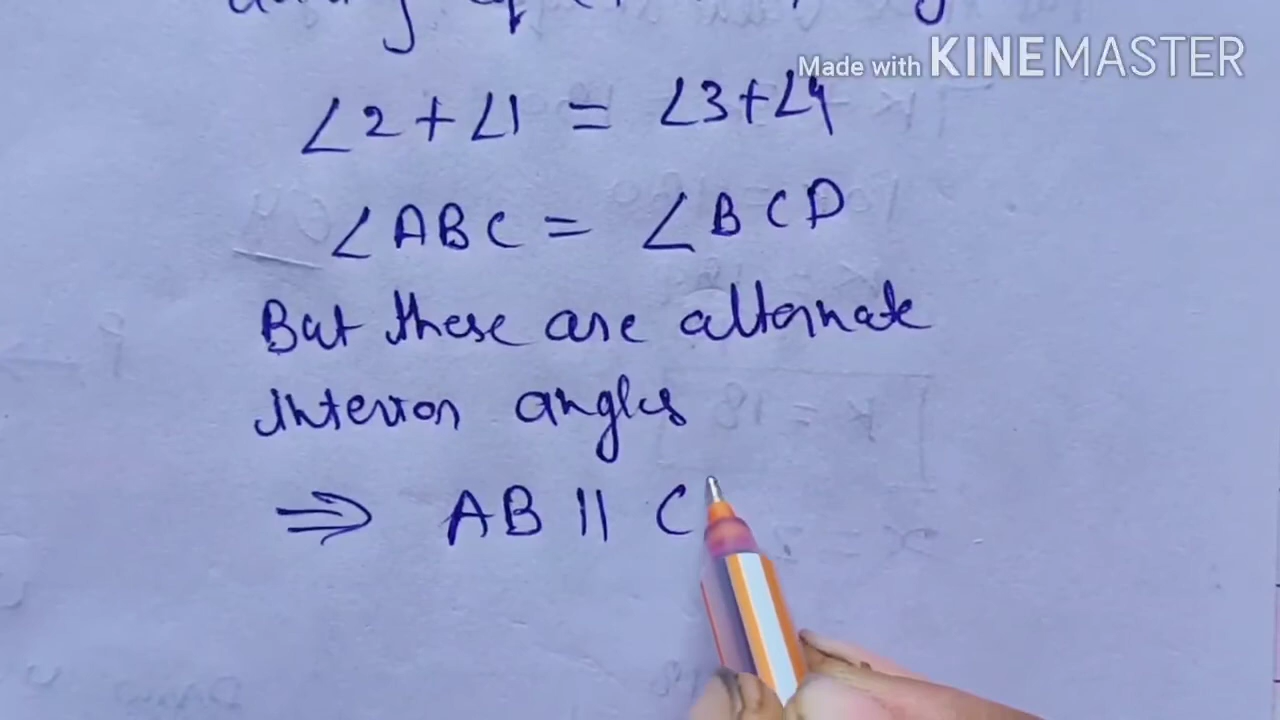 Made with KINEMASTER
∠2 + ∠1 = ∠3 + ∠4
∠ABC = ∠BCD
But these are alternate
interior angles
⇒ AB || C